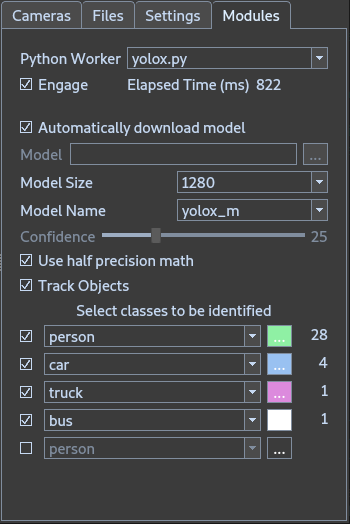 Cameras Files Settings Modules
Python Worker yolox.py
Engage Elapsed Time (ms) 822
Automatically download model
Model ...
Model Size 1280
Model Name yolox_m
Confidence 25
Use half precision math
Track Objects
Select classes to be identified
person ... 28
car ... 4
truck ... 1
bus ... 1
person ...